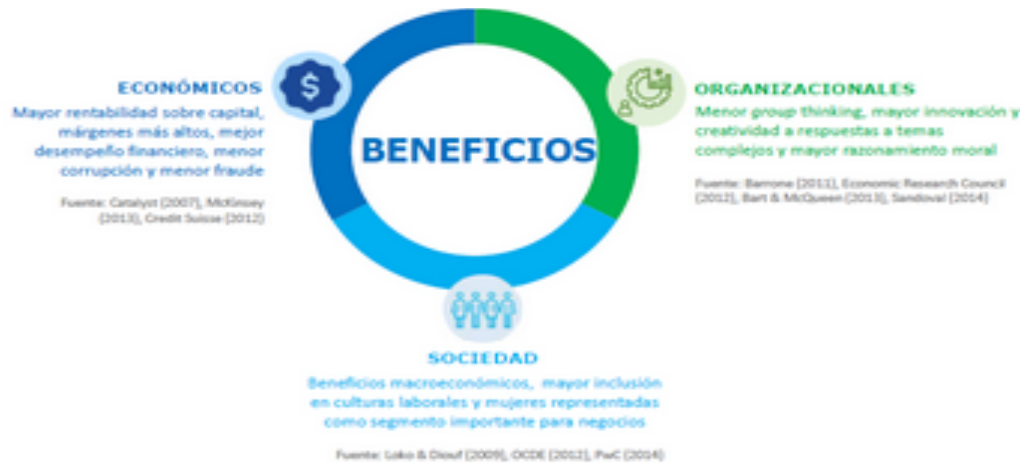 BENEFICIOS
$
ECONÓMICOS
Mayor rentabilidad sobre capital,
márgenes más altos, mejor
desempeño financiero, menor
corrupción y menor fraude
Fuente: Catalyst (2007), McKinsey
(2013), Credit Suisse (2012)
ORGANIZACIONALES
Menor group thinking, mayor innovación y
creatividad a respuestas a temas
complejos y mayor razonamiento moral
Fuente: Barrone (2011), Economic Research Council
(2012), Bart & McQueen (2013), Sandoval (2014)
SOCIEDAD
Beneficios macroeconómicos, mayor inclusión
en culturas laborales y mujeres representadas
como segmento importante para negocios
Fuente: Loko & Diouf (2009), OCDE (2012), PwC (2014)